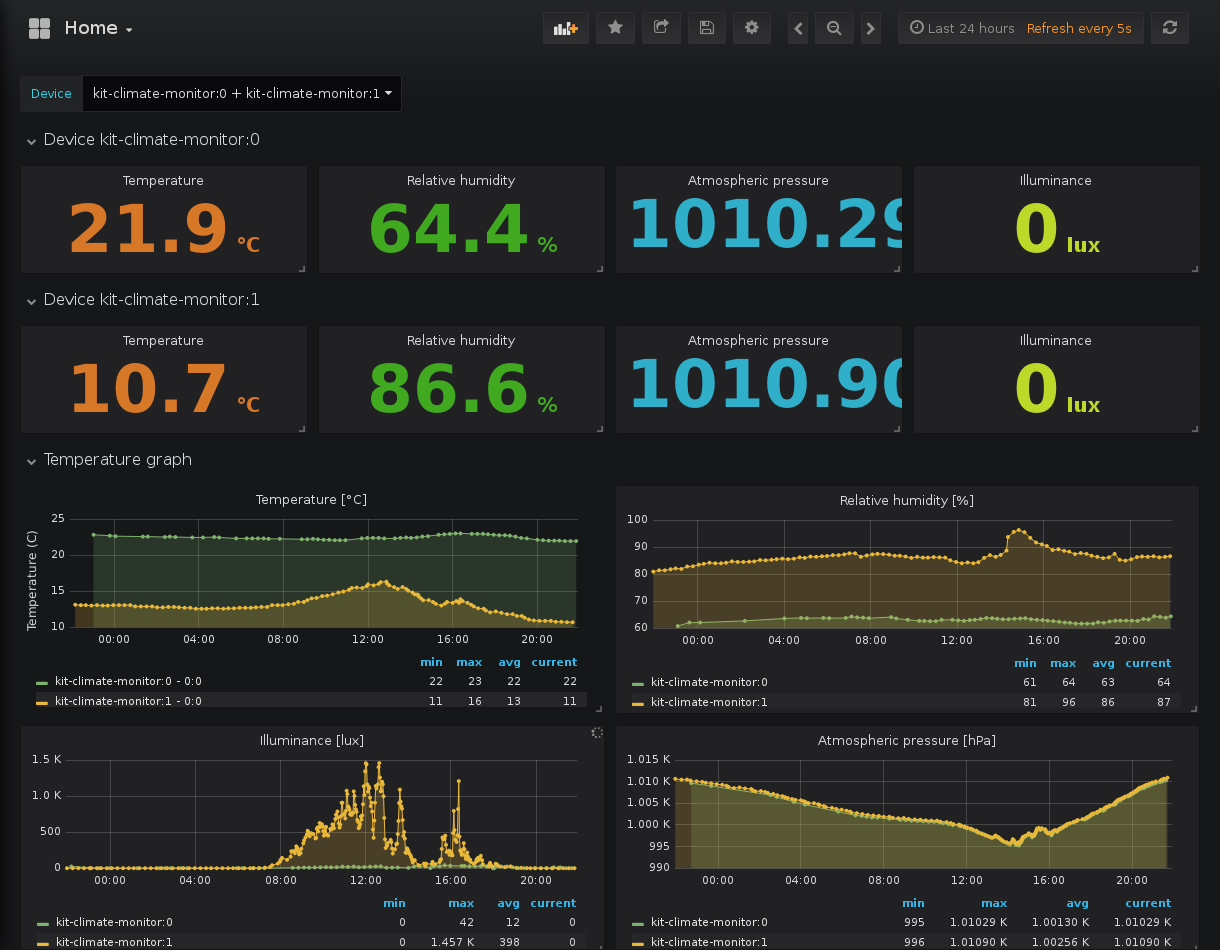 Home
Last 24 hours Refresh every 5s
Device kit-climate-monitor:0 + kit-climate-monitor:1
Device kit-climate-monitor:0
Temperature Relative humidity Atmospheric pressure Illuminance
21.9 °C 64.4 % 1010.29 0 lux
Device kit-climate-monitor:1
Temperature Relative humidity Atmospheric pressure Illuminance
10.7 °C 86.6 % 1010.90 0 lux
Temperature graph
Temperature [°C]
Temperature (C)
25
20
15
10
00:00 04:00 08:00 12:00 16:00 20:00
min max avg current
kit-climate-monitor:0 - 0:0 22 23 22 22
kit-climate-monitor:1 - 0:0 11 16 13 11
Relative humidity [%]
100
90
80
70
60
00:00 04:00 08:00 12:00 16:00 20:00
min max avg current
kit-climate-monitor:0 61 64 63 64
kit-climate-monitor:1 81 96 86 87
Illuminance [lux]
1.5 K
1.0 K
500
0
00:00 04:00 08:00 12:00 16:00 20:00
min max avg current
kit-climate-monitor:0 0 42 12 0
kit-climate-monitor:1 0 1.457 K 398 0
Atmospheric pressure [hPa]
1.015 K
1.010 K
1.005 K
1.000 K
995
990
00:00 04:00 08:00 12:00 16:00 20:00
min max avg current
kit-climate-monitor:0 995 1.01029 K 1.00130 K 1.01029 K
kit-climate-monitor:1 996 1.01090 K 1.00256 K 1.01090 K